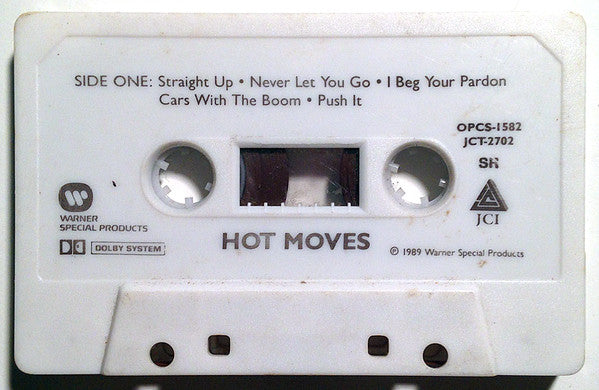 SIDE ONE: Straight Up • Never Let You Go • I Beg Your Pardon
Cars With The Boom • Push It
OPCS-1582
JCT-2702
SR
JCI
WARNER
SPECIAL PRODUCTS
DOLBY SYSTEM
HOT MOVES
℗ 1989 Warner Special Products